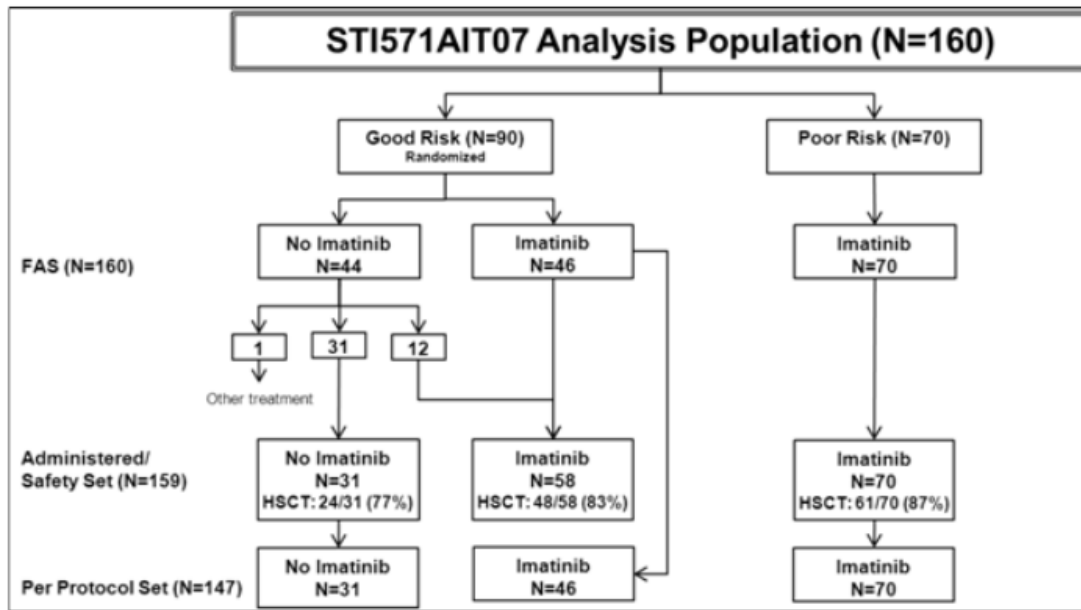 STI571AIT07 Analysis Population (N=160)
Good Risk (N=90)
Randomized
Poor Risk (N=70)
FAS (N=160)
No Imatinib
N=44
Imatinib
N=46
Imatinib
N=70
1
31
12
Other treatment
Administered/
Safety Set (N=159)
No Imatinib
N=31
HSCT: 24/31 (77%)
Imatinib
N=58
HSCT: 48/58 (83%)
Imatinib
N=70
HSCT: 61/70 (87%)
Per Protocol Set (N=147)
No Imatinib
N=31
Imatinib
N=46
Imatinib
N=70